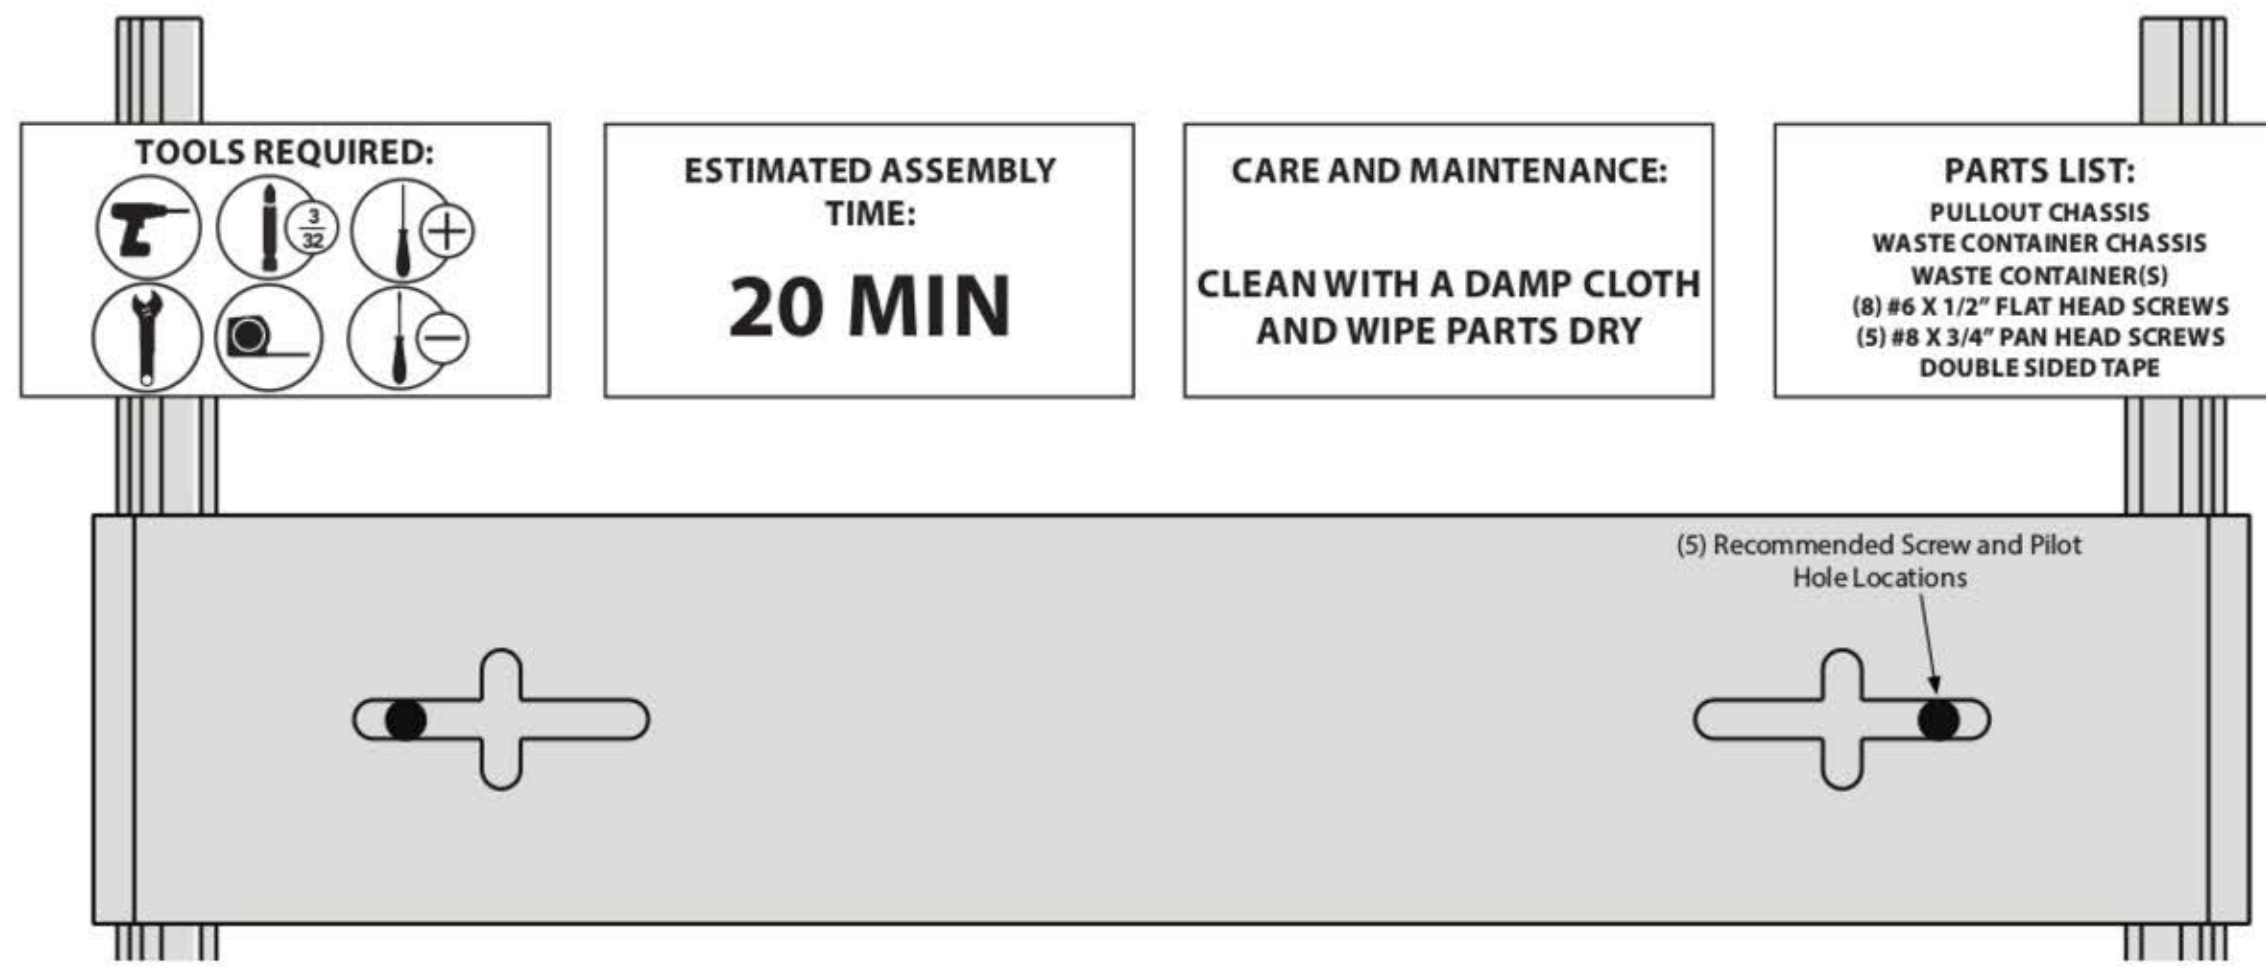 TOOLS REQUIRED:
3
32
ESTIMATED ASSEMBLY
TIME:
20 MIN
CARE AND MAINTENANCE:
CLEAN WITH A DAMP CLOTH
AND WIPE PARTS DRY
PARTS LIST:
PULLOUT CHASSIS
WASTE CONTAINER CHASSIS
WASTE CONTAINER(S)
(8) #6 X 1/2” FLAT HEAD SCREWS
(5) #8 X 3/4” PAN HEAD SCREWS
DOUBLE SIDED TAPE
(5) Recommended Screw and Pilot
Hole Locations